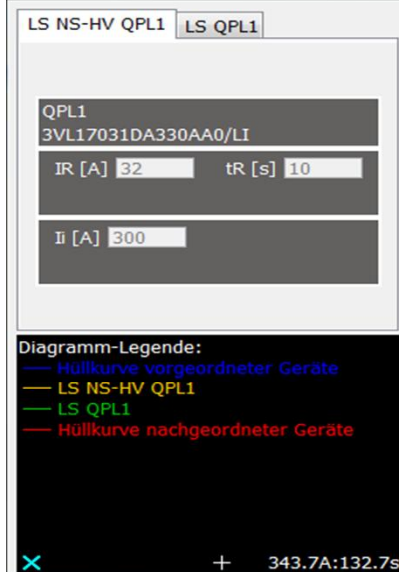 LS NS-HV QPL1 LS QPL1
QPL1
3VL17031DA330AA0/LI
IR [A] 32 tR [s] 10
Ii [A] 300
Diagramm-Legende:
Hüllkurve vorgeordneter Geräte
LS NS-HV QPL1
LS QPL1
Hüllkurve nachgeordneter Geräte
343.7A:132.7s